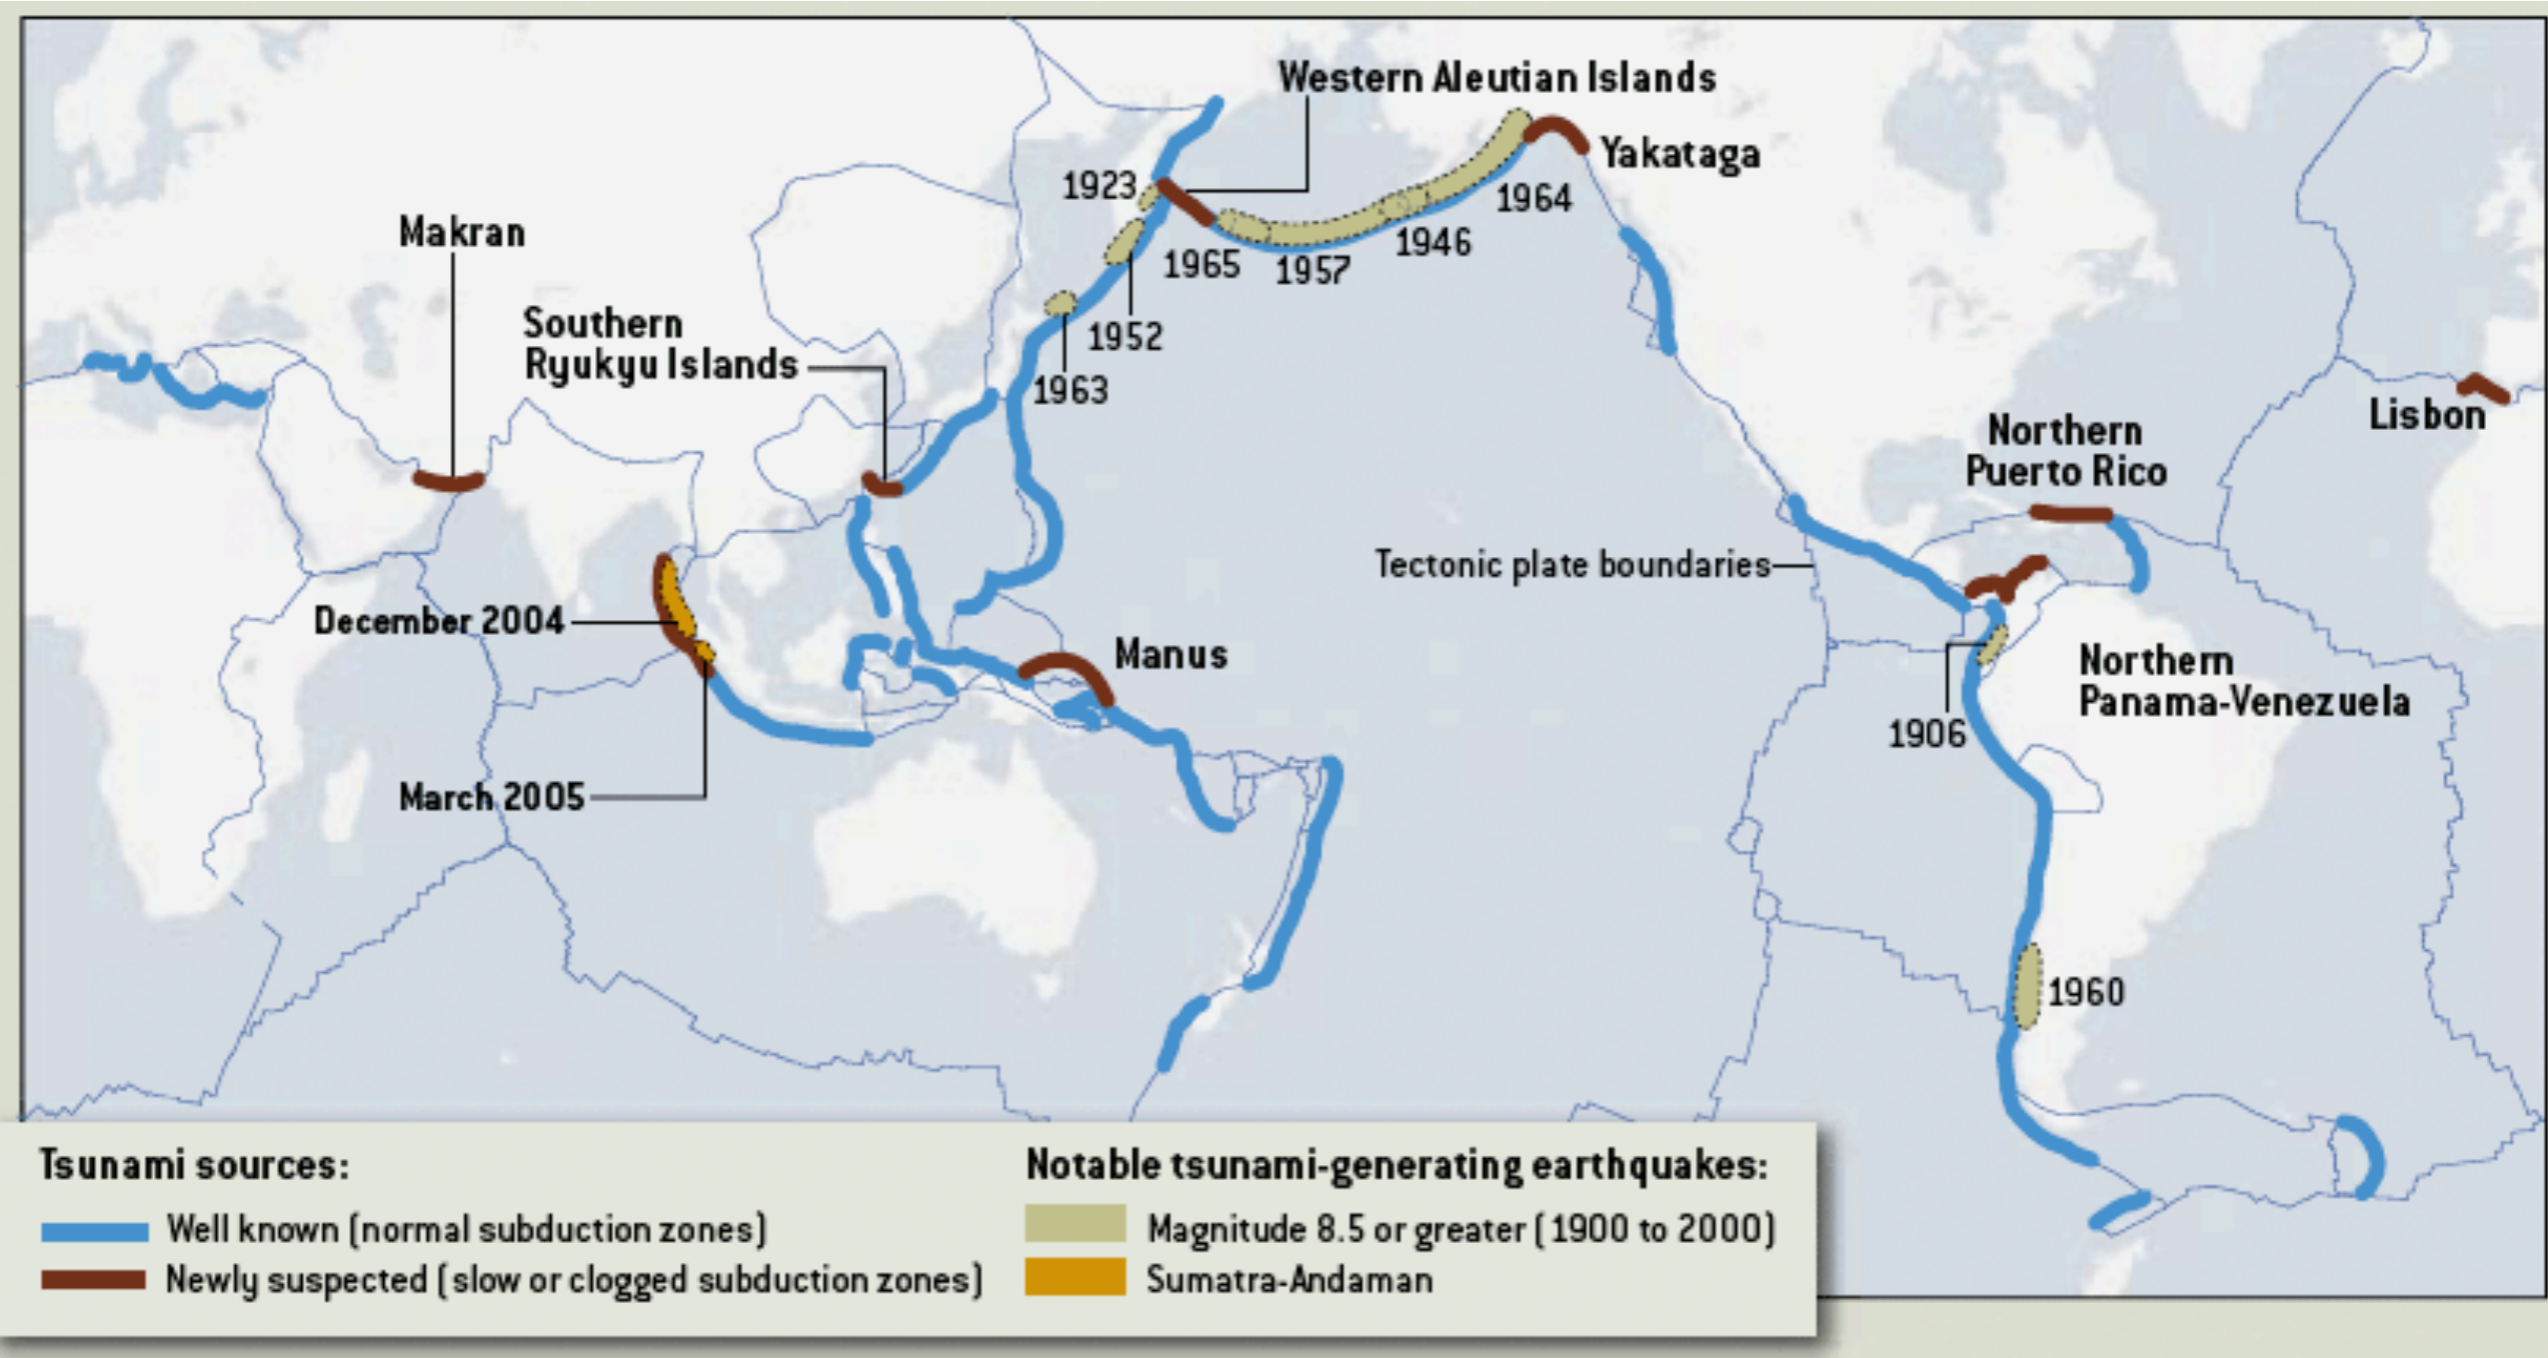 Western Aleutian Islands
Yakataga
1923
1964
Makran
1946
1965
1957
Southern
Ryukyu Islands
1952
1963
Lisbon
Northern
Puerto Rico
Tectonic plate boundaries
December 2004
Manus
Northern
Panama-Venezuela
1906
March 2005
1960
Tsunami sources:
Well known (normal subduction zones)
Newly suspected (slow or clogged subduction zones)
Notable tsunami-generating earthquakes:
Magnitude 8.5 or greater (1900 to 2000)
Sumatra-Andaman